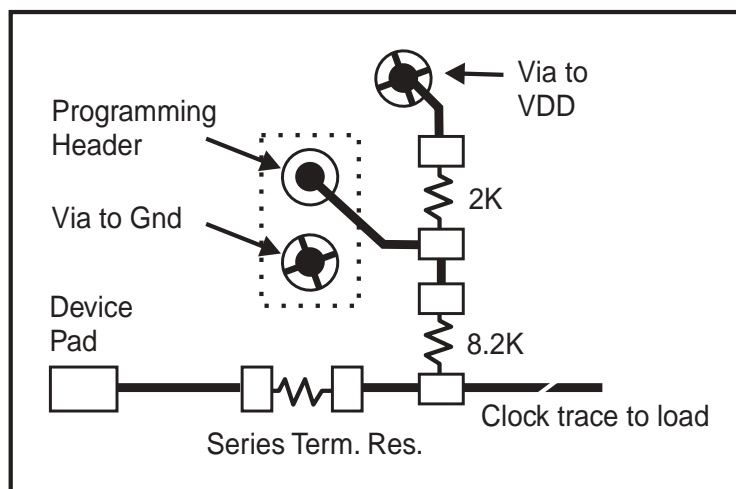 Via to
VDD
Programming
Header
2K
Via to Gnd
Device
Pad
8.2K
Clock trace to load
Series Term. Res.